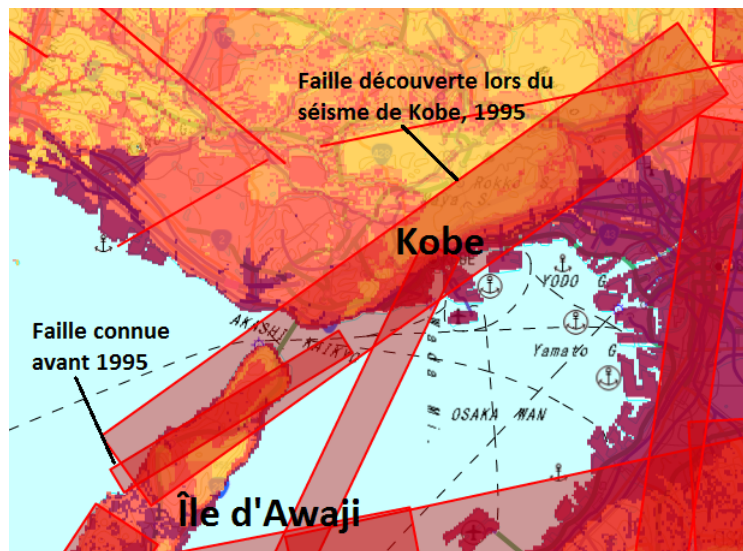 Faille découverte lors du
séisme de Kobe, 1995
Rokko S
Kobe
YODO G
AKASHI KAIKYO
Faille connue
avant 1995
Yamato G
OSAKA WAN
Île d'Awaji